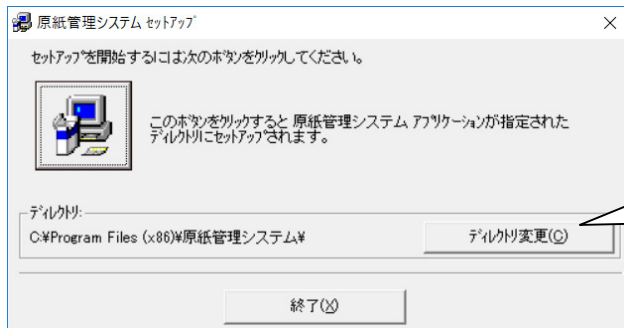 原紙管理システム セットアップ
セットアップを開始するには次のボタンをクリックしてください。
このボタンをクリックすると 原紙管理システム アプリケーションが指定された
ディレクトリにセットアップされます。
ディレクトリ:
C:¥Program Files (x86)¥原紙管理システム¥
ディレクトリ変更(C)
終了(X)